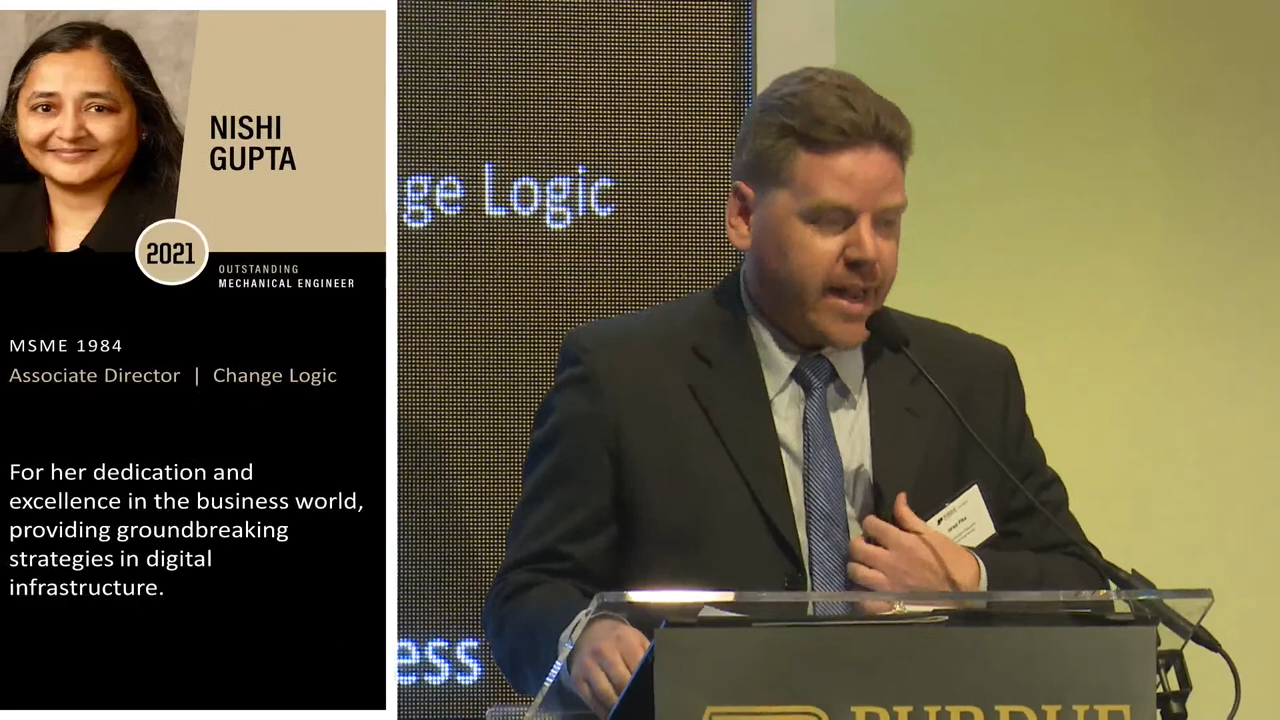 NISHI
GUPTA
2021
OUTSTANDING
MECHANICAL ENGINEER
MSME 1984
Associate Director | Change Logic
For her dedication and
excellence in the business world,
providing groundbreaking
strategies in digital
infrastructure.
ge Logic
ess
PURDUE